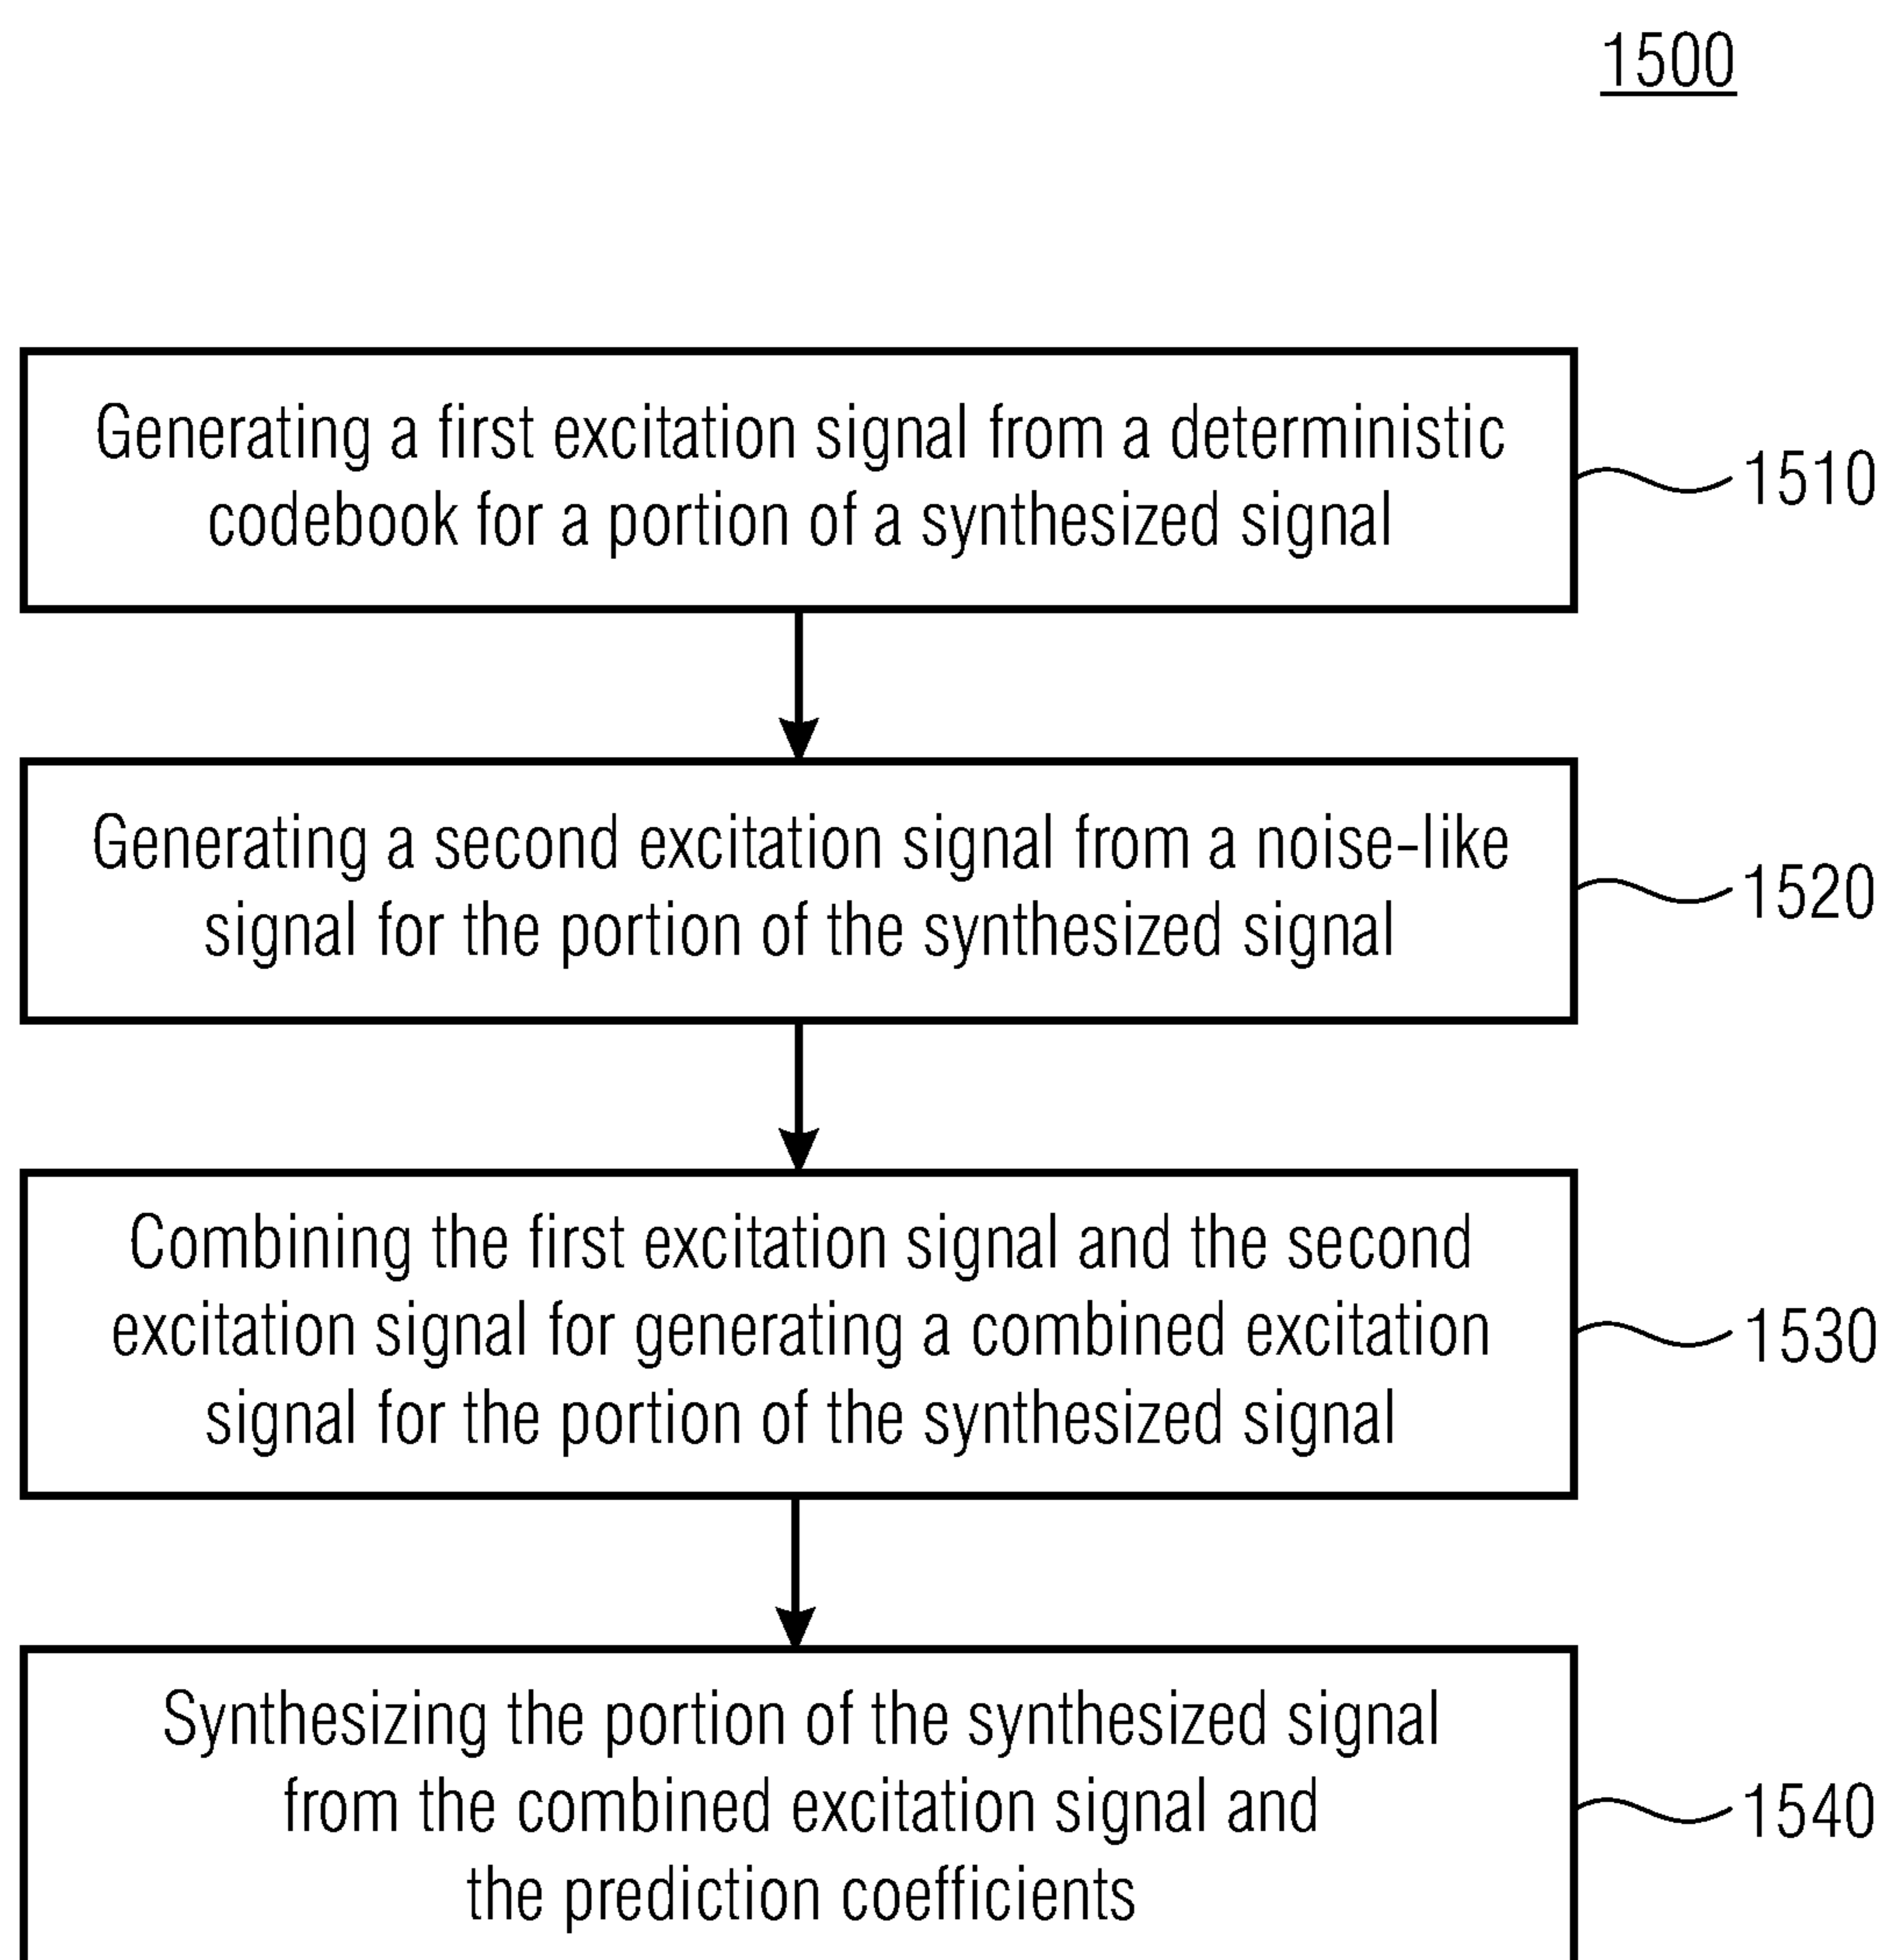 1500
Generating a first excitation signal from a deterministic
codebook for a portion of a synthesized signal
1510
Generating a second excitation signal from a noise-like
signal for the portion of the synthesized signal
1520
Combining the first excitation signal and the second
excitation signal for generating a combined excitation
signal for the portion of the synthesized signal
1530
Synthesizing the portion of the synthesized signal
from the combined excitation signal and
the prediction coefficients
1540